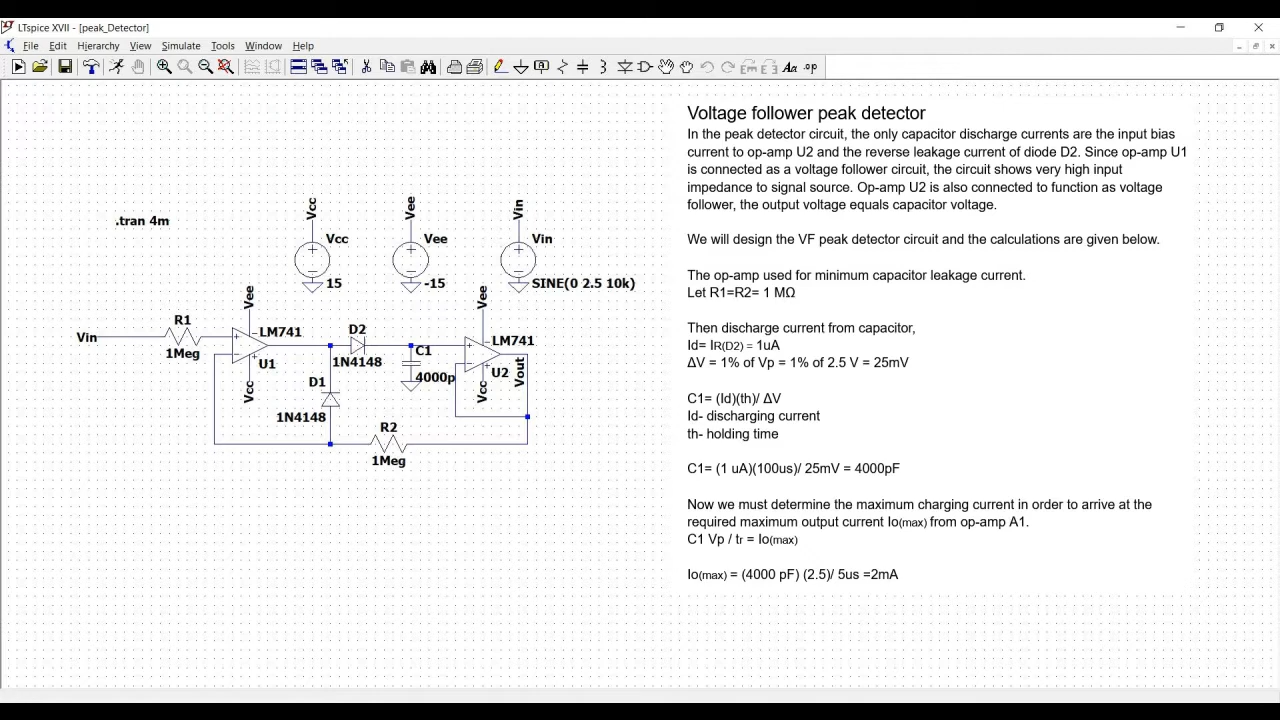 LTspice XVII - [peak_Detector]
File Edit Hierarchy View Simulate Tools Window Help
Aa .op
.tran 4m
Vcc
Vcc
15
Vee
Vee
-15
Vin
Vin
SINE(0 2.5 10k)
Vin
R1
1Meg
Vee
LM741
U1
Vcc
D2
1N4148
D1
1N4148
C1
4000p
Vee
LM741
U2
Vcc
Vout
R2
1Meg
Voltage follower peak detector
In the peak detector circuit, the only capacitor discharge currents are the input bias
current to op-amp U2 and the reverse leakage current of diode D2. Since op-amp U1
is connected as a voltage follower circuit, the circuit shows very high input
impedance to signal source. Op-amp U2 is also connected to function as voltage
follower, the output voltage equals capacitor voltage.
We will design the VF peak detector circuit and the calculations are given below.
The op-amp used for minimum capacitor leakage current.
Let R1=R2= 1 MΩ
Then discharge current from capacitor,
Id= IR(D2) = 1uA
ΔV = 1% of Vp = 1% of 2.5 V = 25mV
C1= (Id)(th)/ ΔV
Id- discharging current
th- holding time
C1= (1 uA)(100us)/ 25mV = 4000pF
Now we must determine the maximum charging current in order to arrive at the
required maximum output current Io(max) from op-amp A1.
C1 Vp / tr = Io(max)
Io(max) = (4000 pF) (2.5)/ 5us =2mA